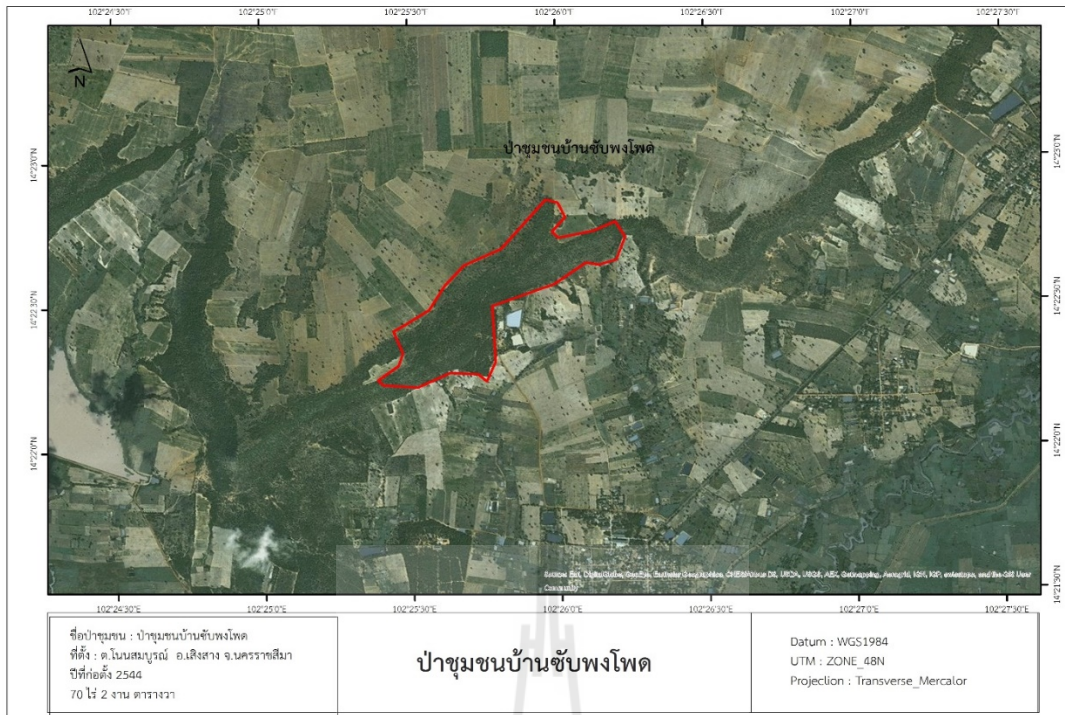 102°24'30"E 102°25'0"E 102°25'30"E 102°26'0"E 102°26'30"E 102°27'0"E 102°27'30"E
N
ป่าชุมชนบ้านซับพงโพด
14°23'0"N 14°23'0"N
14°22'30"N 14°22'30"N
14°22'0"N 14°22'0"N
14°21'30"N
Community
102°24'30"E 102°25'0"E 102°25'30"E 102°26'0"E 102°26'30"E 102°27'0"E 102°27'30"E
ชื่อป่าชุมชน : ป่าชุมชนบ้านซับพงโพด
ที่ตั้ง : ต.โนนสมบูรณ์ อ.เสิงสาง จ.นครราชสีมา
ปีที่ก่อตั้ง 2544
70 ไร่ 2 งาน ตารางวา
ป่าชุมชนบ้านซับพงโพด
Datum : WGS1984
UTM : ZONE_48N
Projection : Transverse_Mercalor